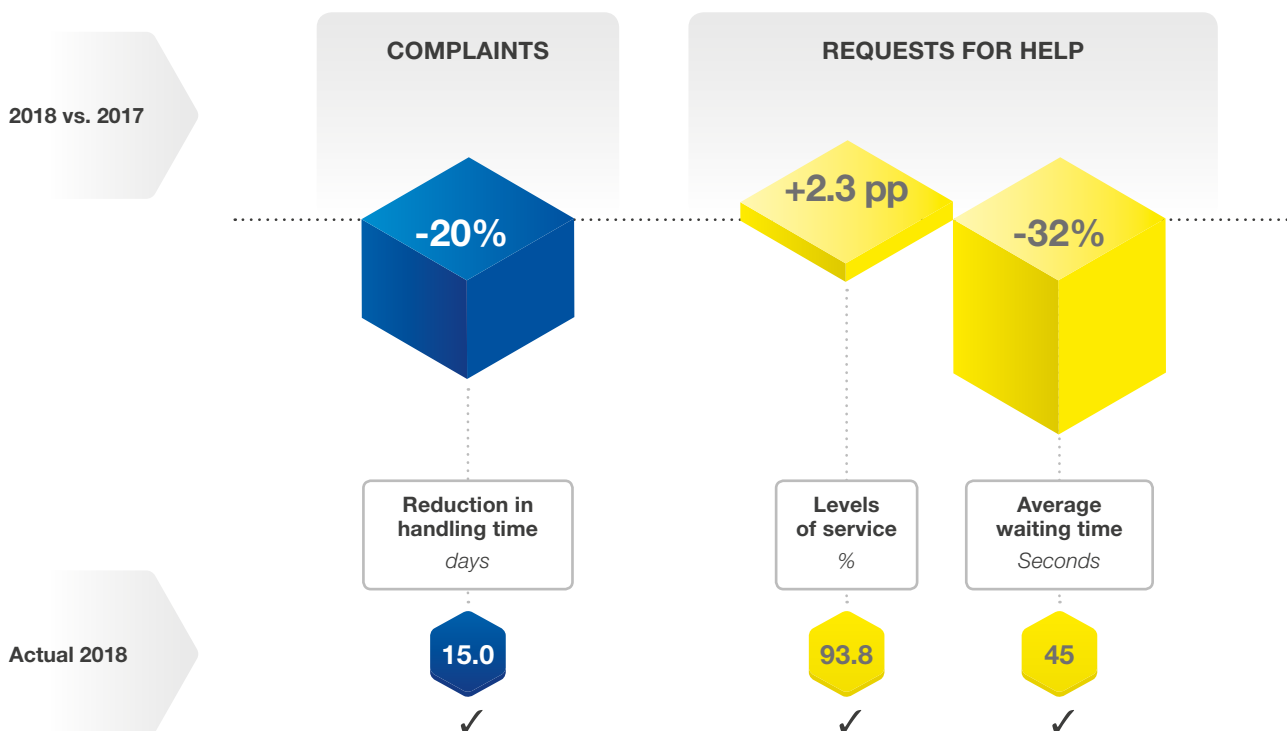 COMPLAINTS
REQUESTS FOR HELP
2018 vs. 2017
-20%
+2.3 pp
-32%
Reduction in
handling time
days
Levels
of service
%
Average
waiting time
Seconds
Actual 2018
15.0
93.8
45
✓
✓
✓